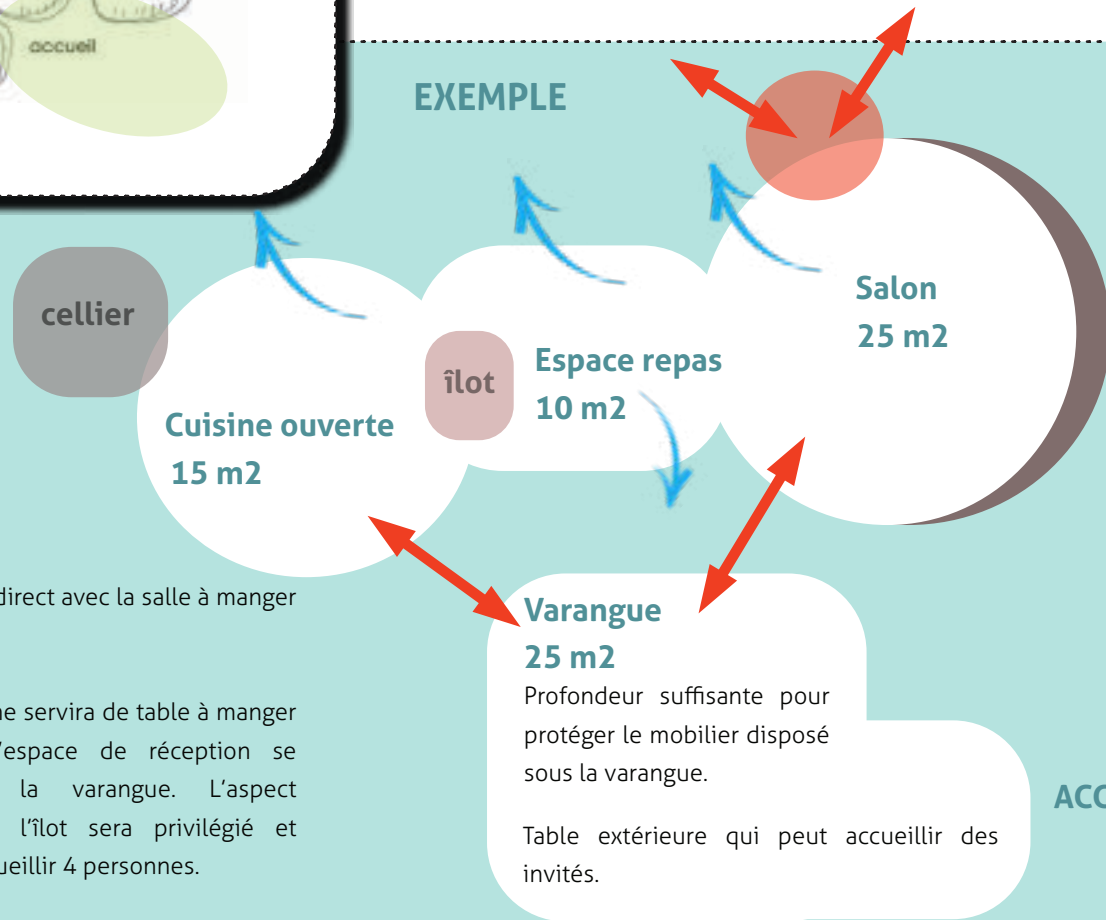 accueil
EXEMPLE
cellier
Salon
25 m2
îlot
Espace repas
10 m2
Cuisine ouverte
15 m2
direct avec la salle à manger
servira de table à manger
espace de réception se
la varangue. L'aspect
l'îlot sera privilégié et
4 personnes.
Varangue
25 m2
Profondeur suffisante pour
protéger le mobilier disposé
sous la varangue.
Table extérieure qui peut accueillir des
invités.